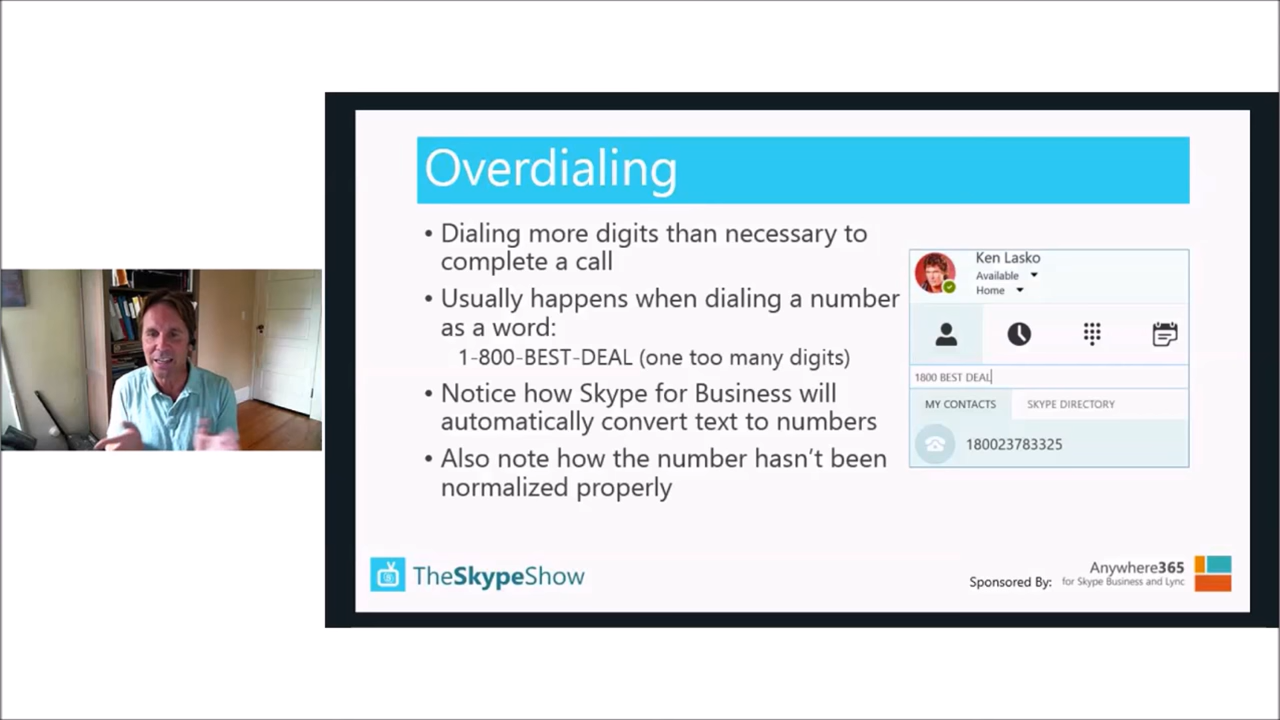 Overdialing
• Dialing more digits than necessary to
complete a call
• Usually happens when dialing a number
as a word:
1-800-BEST-DEAL (one too many digits)
• Notice how Skype for Business will
automatically convert text to numbers
• Also note how the number hasn't been
normalized properly
Ken Lasko
Available
Home
1800 BEST DEAL
MY CONTACTS SKYPE DIRECTORY
180023783325
TheSkypeShow
Sponsored By:
Anywhere365
for Skype Business and Lync